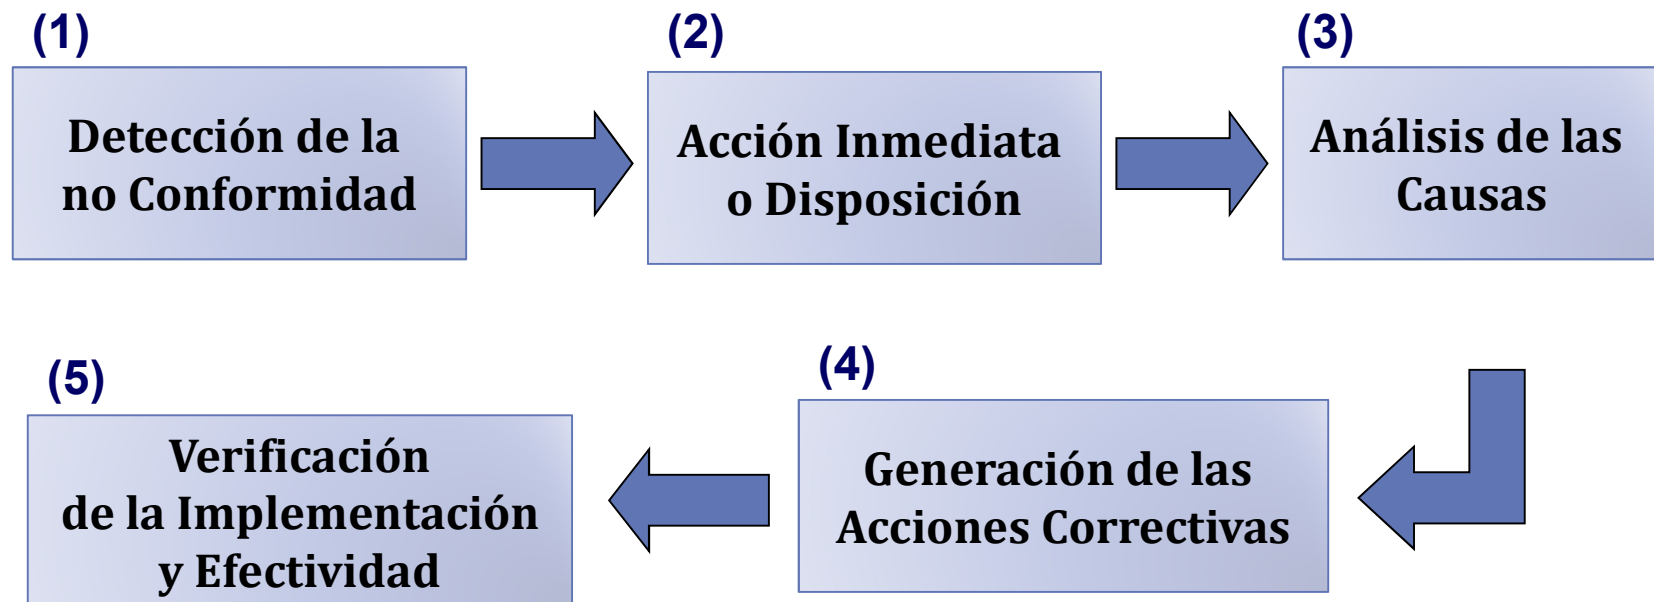 (1)
Detección de la
no Conformidad
(2)
Acción Inmediata
o Disposición
(3)
Análisis de las
Causas
(4)
Generación de las
Acciones Correctivas
(5)
Verificación
de la Implementación
y Efectividad